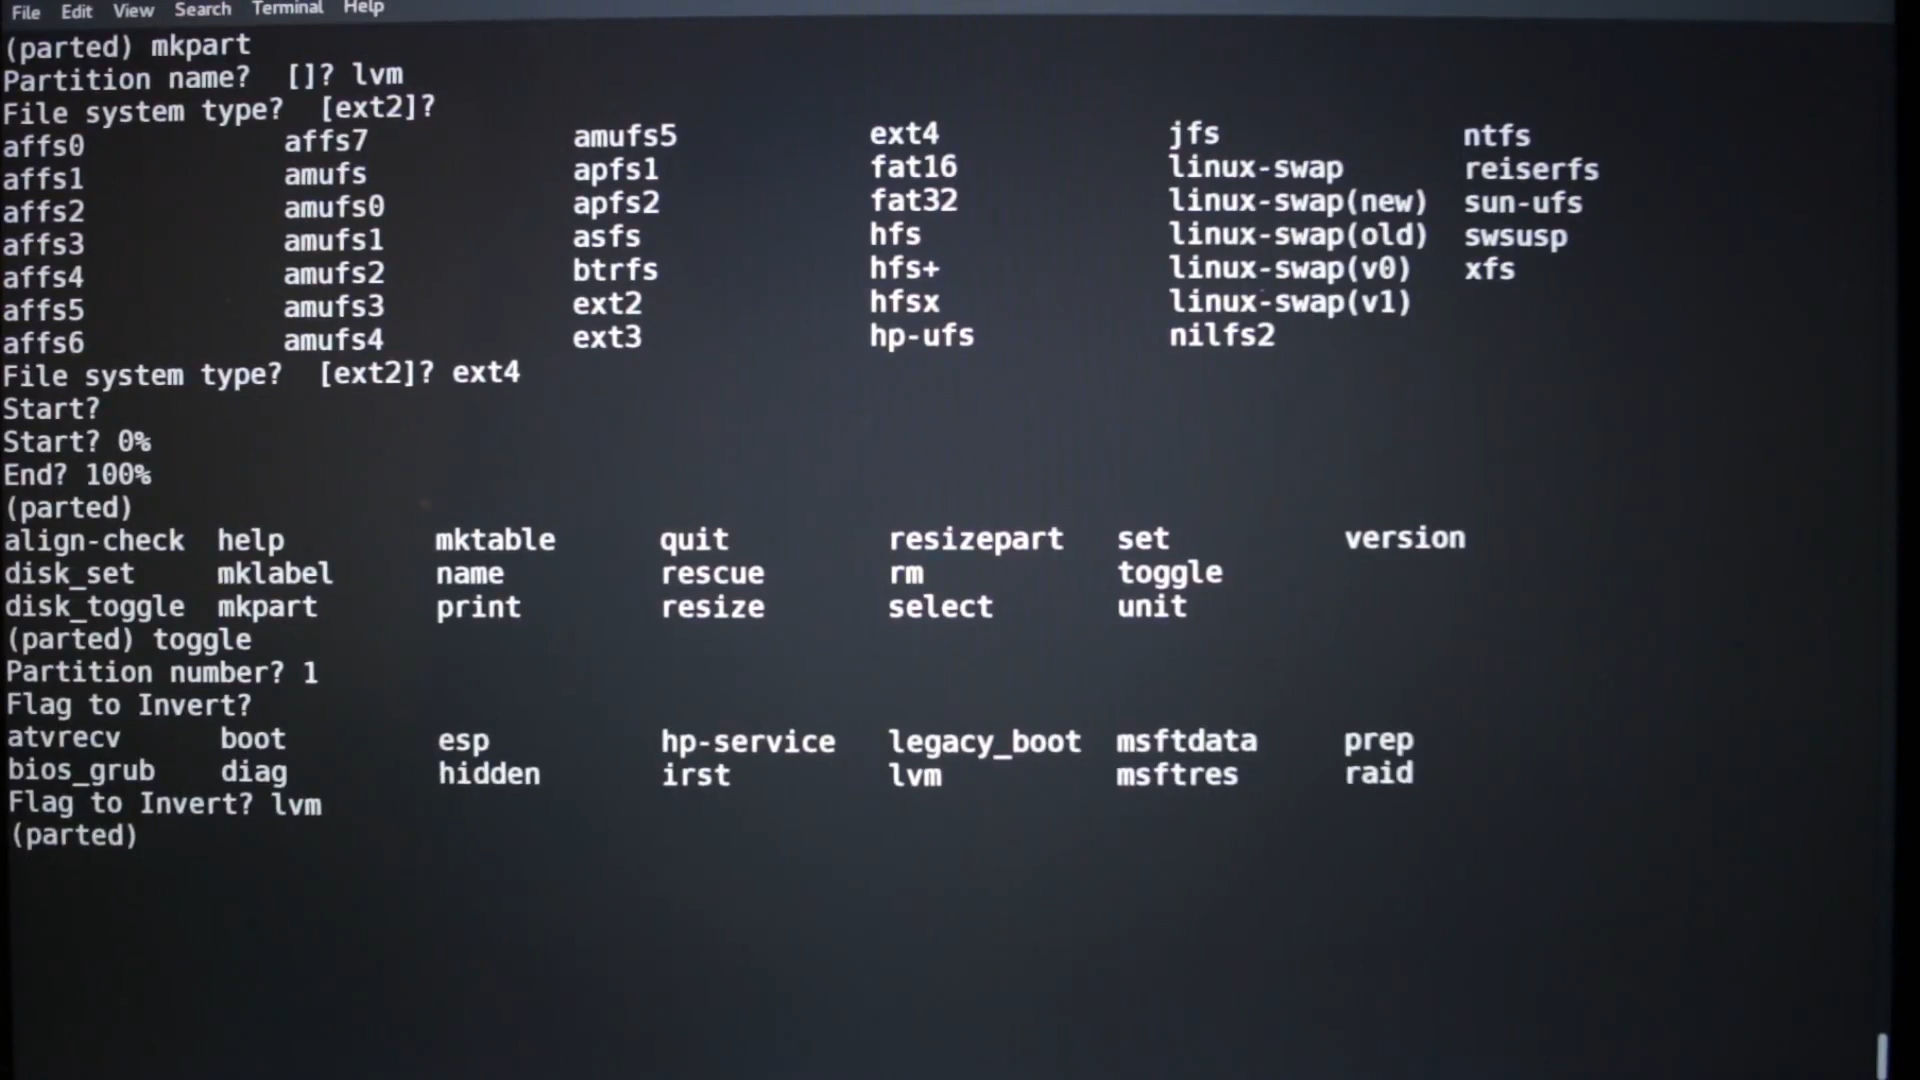 File Edit View Search Terminal Help
(parted) mkpart
Partition name?  []? lvm
File system type?  [ext2]?
affs0 affs7 amufs5 ext4 jfs ntfs
affs1 amufs apfs1 fat16 linux-swap reiserfs
affs2 amufs0 apfs2 fat32 linux-swap(new) sun-ufs
affs3 amufs1 asfs hfs linux-swap(old) swsusp
affs4 amufs2 btrfs hfs+ linux-swap(v0) xfs
affs5 amufs3 ext2 hfsx linux-swap(v1)
affs6 amufs4 ext3 hp-ufs nilfs2
File system type?  [ext2]? ext4
Start?
Start? 0%
End? 100%
(parted)
align-check help mktable quit resizepart set version
disk_set mklabel name rescue rm toggle
disk_toggle mkpart print resize select unit
(parted) toggle
Partition number? 1
Flag to Invert?
atvrecv boot esp hp-service legacy_boot msftdata prep
bios_grub diag hidden irst lvm msftres raid
Flag to Invert? lvm
(parted)